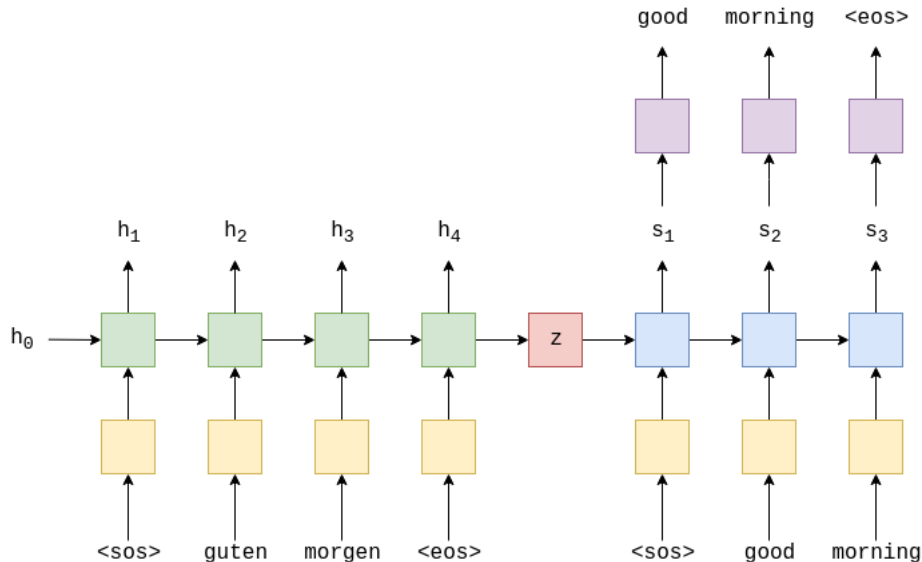 good morning <eos>
h₁ h₂ h₃ h₄ s₁ s₂ s₃
h₀ z
<sos> guten morgen <eos> <sos> good morning